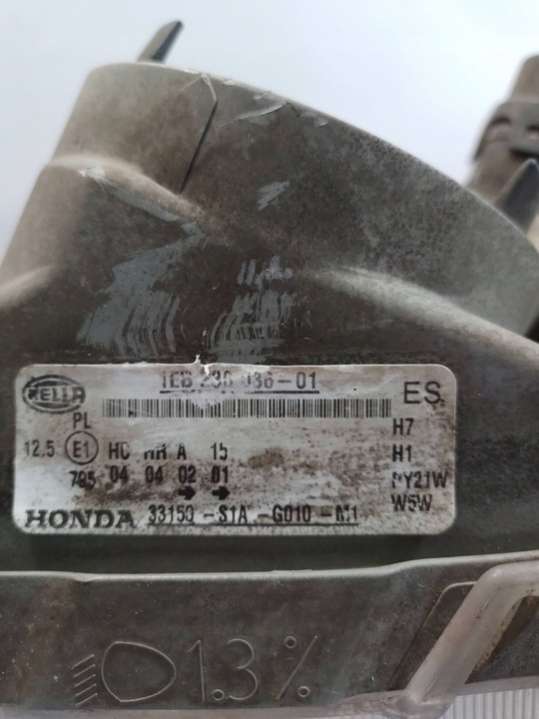 HELLA
1EB 236 036-01
ES
PL
12.5 E1 HC HR A 15
785 04 04 02 01
H7
H1
PY21W
W5W
HONDA 33150-S1A-G010-M1
1.3%